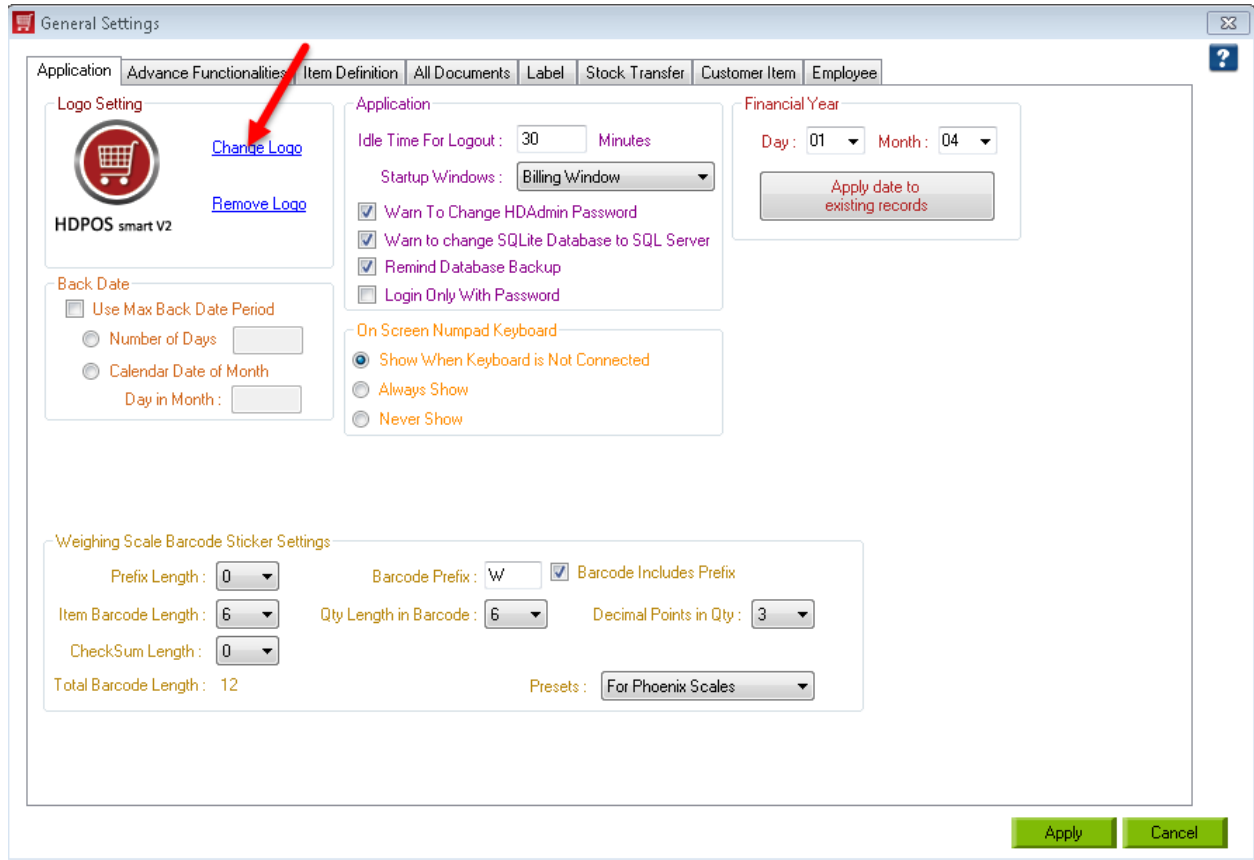 General Settings
?
Application Advance Functionalities Item Definition All Documents Label Stock Transfer Customer Item Employee
Logo Setting
Change Logo
Remove Logo
HDPOS smart V2
Application
Idle Time For Logout : 30 Minutes
Startup Windows : Billing Window
Warn To Change HDAdmin Password
Warn to change SQLite Database to SQL Server
Remind Database Backup
Login Only With Password
Financial Year
Day : 01 Month : 04
Apply date to
existing records
Back Date
Use Max Back Date Period
Number of Days
Calendar Date of Month
Day in Month :
On Screen Numpad Keyboard
Show When Keyboard is Not Connected
Always Show
Never Show
Weighing Scale Barcode Sticker Settings
Prefix Length : 0 Barcode Prefix : W Barcode Includes Prefix
Item Barcode Length : 6 Qty Length in Barcode : 6 Decimal Points in Qty : 3
CheckSum Length : 0
Total Barcode Length : 12 Presets : For Phoenix Scales
Apply Cancel